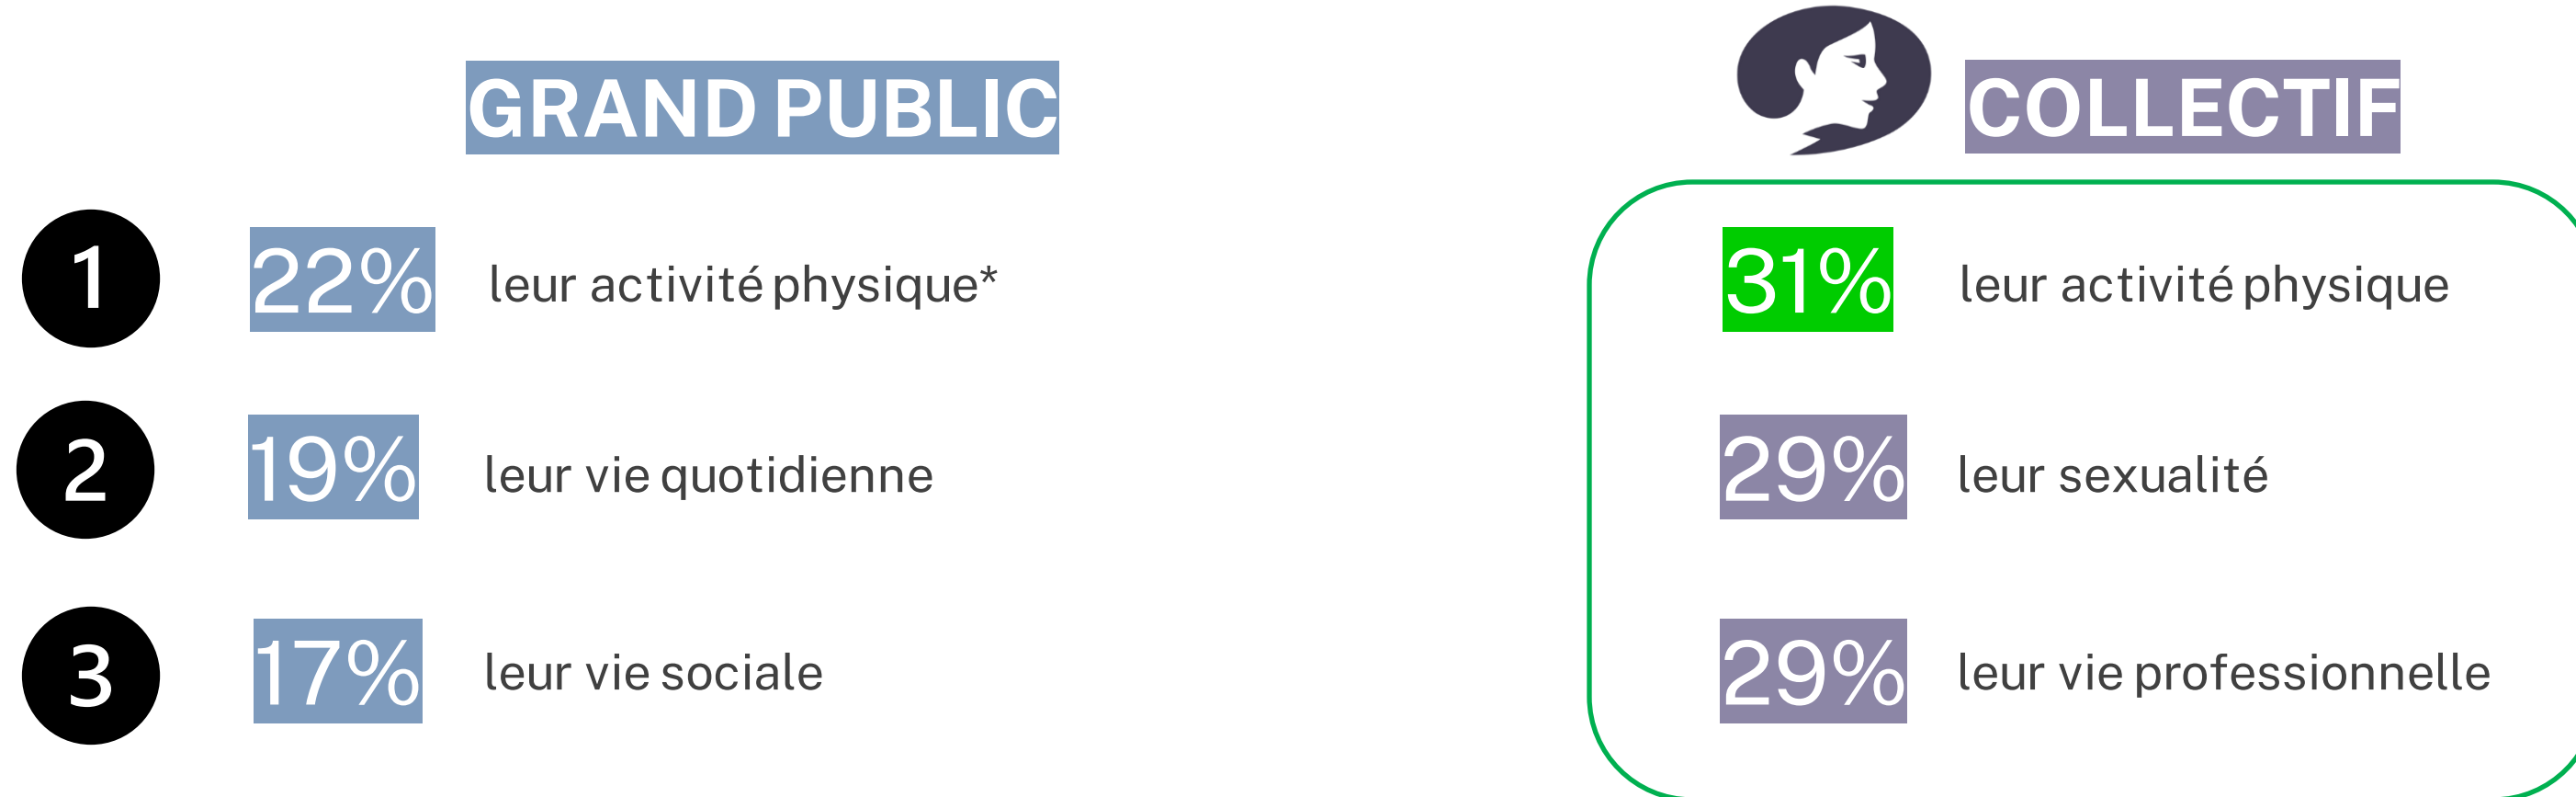 GRAND PUBLIC
COLLECTIF
1
22%
leur activité physique*
31%
leur activité physique
2
19%
leur vie quotidienne
29%
leur sexualité
3
17%
leur vie sociale
29%
leur vie professionnelle